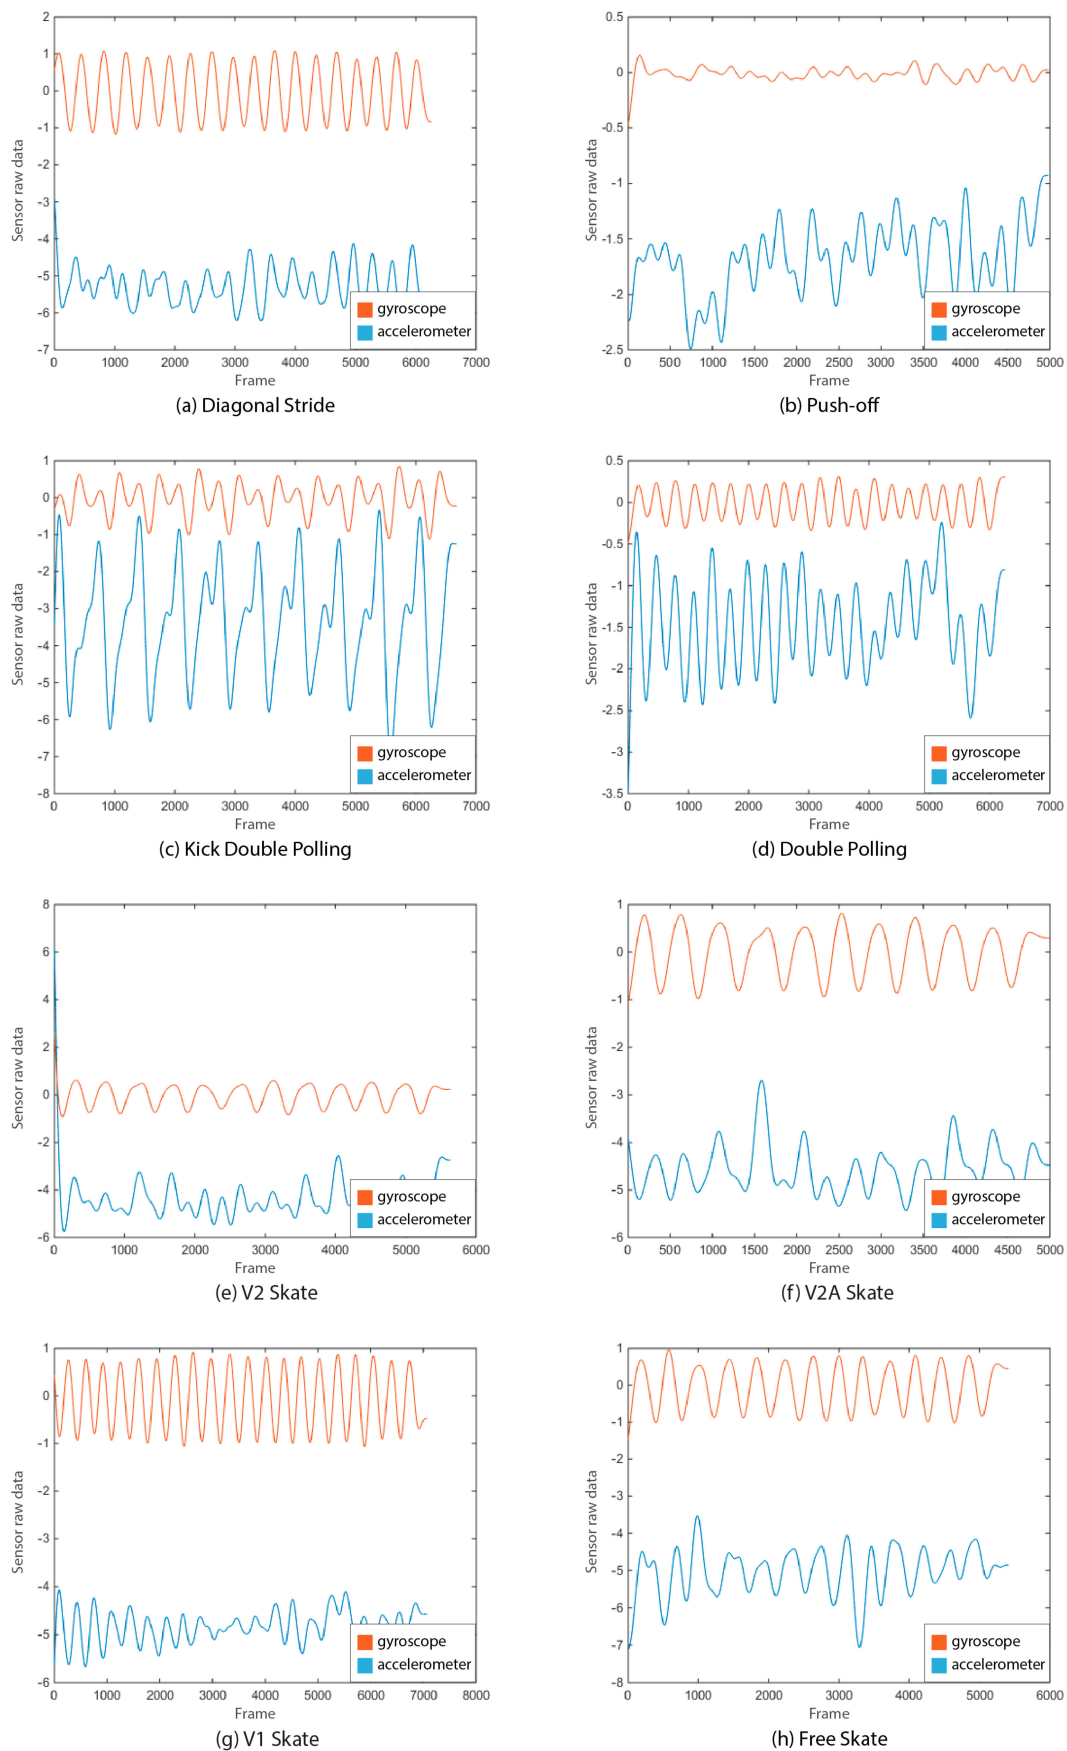 2
1
0
-1
-2
-3
-4
-5
-6
-7
Sensor raw data
gyroscope
accelerometer
0 1000 2000 3000 4000 5000 6000 7000
Frame
(a) Diagonal Stride
0.5
0
-0.5
-1
-1.5
-2
-2.5
Sensor raw data
gyroscope
accelerometer
0 500 1000 1500 2000 2500 3000 3500 4000 4500 5000
Frame
(b) Push-off
1
0
-1
-2
-3
-4
-5
-6
-7
-8
Sensor raw data
gyroscope
accelerometer
0 1000 2000 3000 4000 5000 6000 7000
Frame
(c) Kick Double Polling
0.5
0
-0.5
-1
-1.5
-2
-2.5
-3
-3.5
Sensor raw data
gyroscope
accelerometer
0 1000 2000 3000 4000 5000 6000 7000
Frame
(d) Double Polling
8
6
4
2
0
-2
-4
-6
Sensor raw data
gyroscope
accelerometer
0 1000 2000 3000 4000 5000 6000
Frame
(e) V2 Skate
1
0
-1
-2
-3
-4
-5
-6
Sensor raw data
gyroscope
accelerometer
0 500 1000 1500 2000 2500 3000 3500 4000 4500 5000
Frame
(f) V2A Skate
1
0
-1
-2
-3
-4
-5
-6
Sensor raw data
gyroscope
accelerometer
0 1000 2000 3000 4000 5000 6000 7000 8000
Frame
(g) V1 Skate
1
0
-1
-2
-3
-4
-5
-6
-7
-8
Sensor raw data
gyroscope
accelerometer
0 1000 2000 3000 4000 5000 6000
Frame
(h) Free Skate